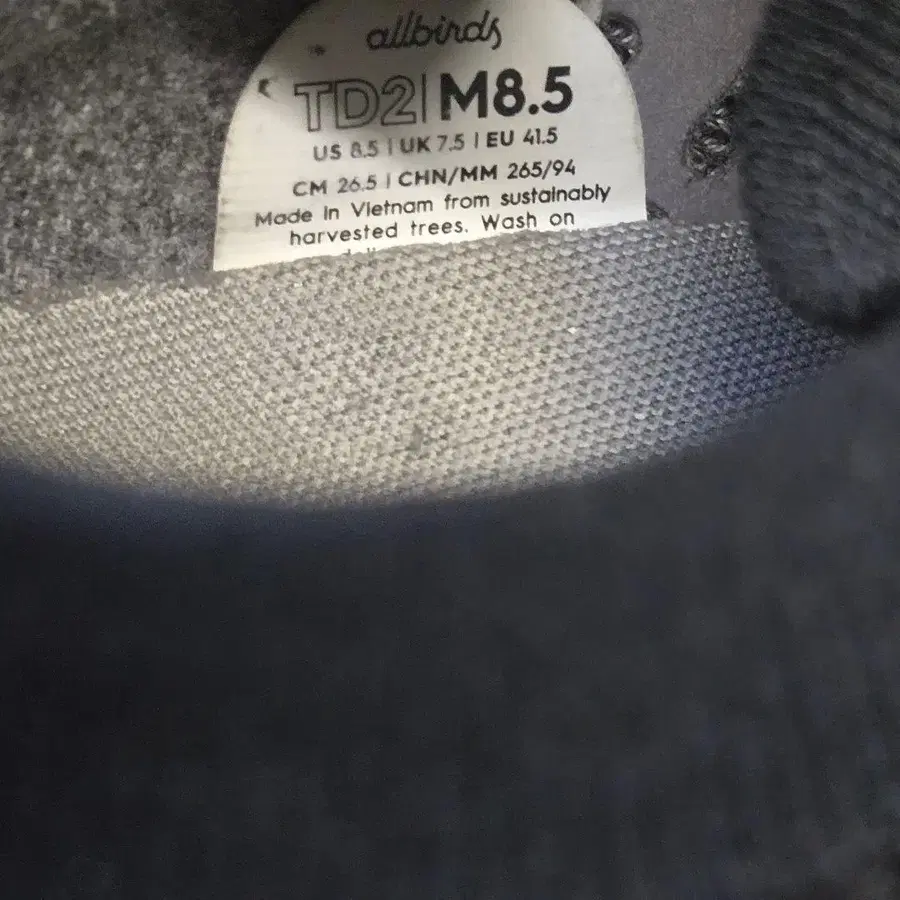 allbirds
TD2|M8.5
US 8.5 | UK 7.5 | EU 41.5
CM 26.5 | CHN/MM 265/94
Made in Vietnam from sustainably
harvested trees. Wash on